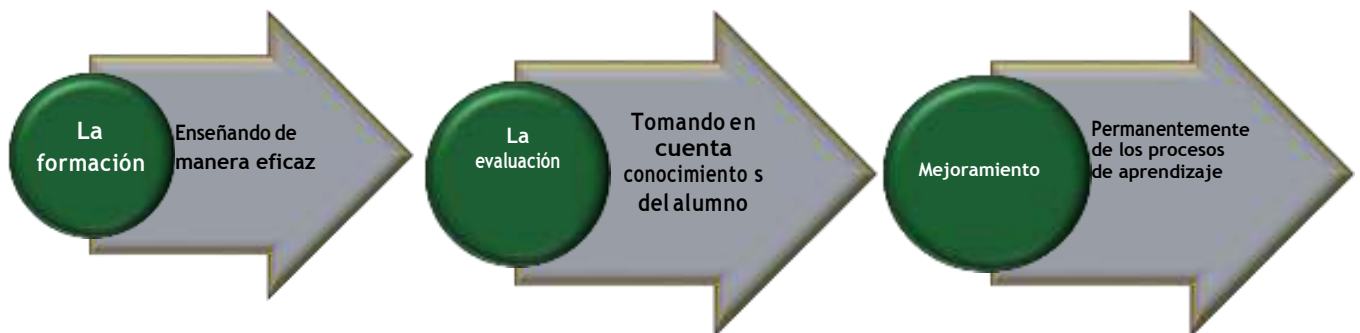 La
formación
Enseñando de
manera eficaz
La
evaluación
Tomando en
cuenta
conocimiento s
del alumno
Mejoramiento
Permanentemente
de los procesos
de aprendizaje